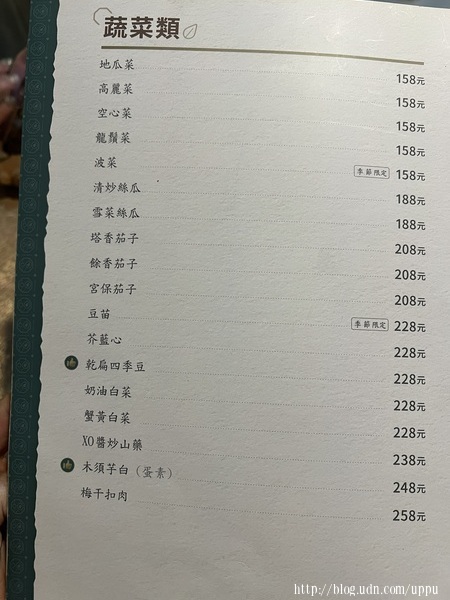 蔬菜類
地瓜菜 158元
高麗菜 158元
空心菜 158元
龍鬚菜 158元
波菜 季節限定 158元
清炒絲瓜 188元
雪菜絲瓜 188元
塔香茄子 208元
餘香茄子 208元
宮保茄子 208元
豆苗 季節限定 228元
芥藍心 228元
乾扁四季豆 228元
奶油白菜 228元
蟹黃白菜 228元
XO醬炒山藥 238元
木須芊白（蛋素） 248元
梅干扣肉 258元
http://blog.udn.com/uppu